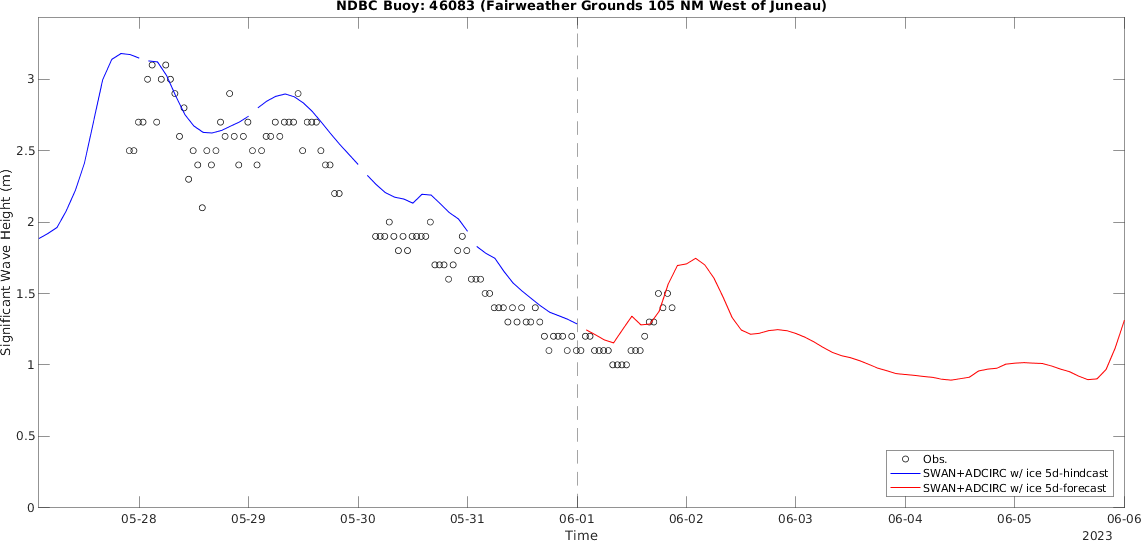 NDBC Buoy: 46083 (Fairweather Grounds 105 NM West of Juneau)
Significant Wave Height (m)
3
2.5
2
1.5
1
0.5
0
Obs.
SWAN+ADCIRC w/ ice 5d-hindcast
SWAN+ADCIRC w/ ice 5d-forecast
05-28 05-29 05-30 05-31 06-01 06-02 06-03 06-04 06-05 06-06
Time
2023